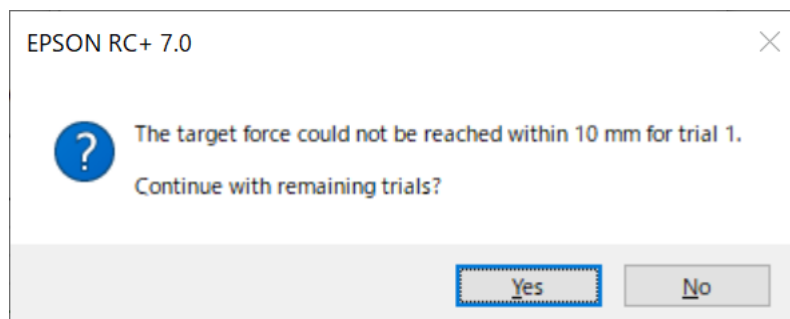 EPSON RC+ 7.0
The target force could not be reached within 10 mm for trial 1.
Continue with remaining trials?
Yes
No